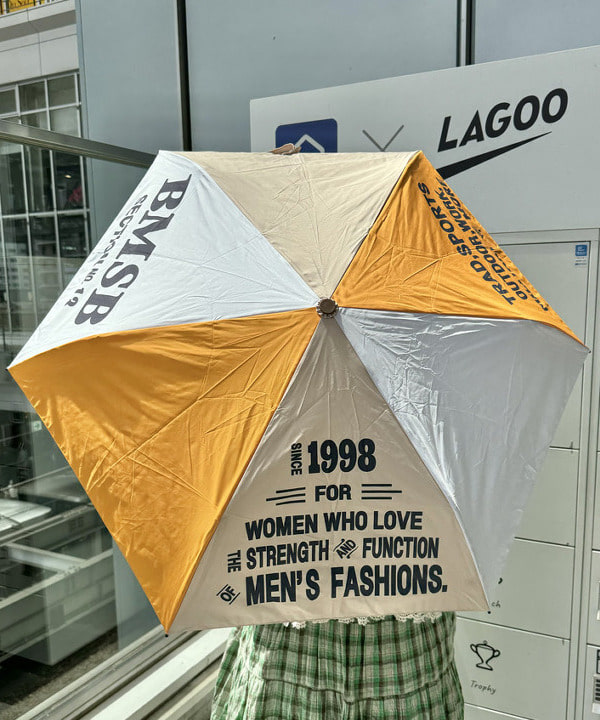 LAGOO
BMSB
SECTION NO.12
TRAD, SPORTS
OUTDOOR WORK
SINCE 1998
FOR
WOMEN WHO LOVE
THE STRENGTH AND FUNCTION
OF MEN'S FASHIONS.
Trophy